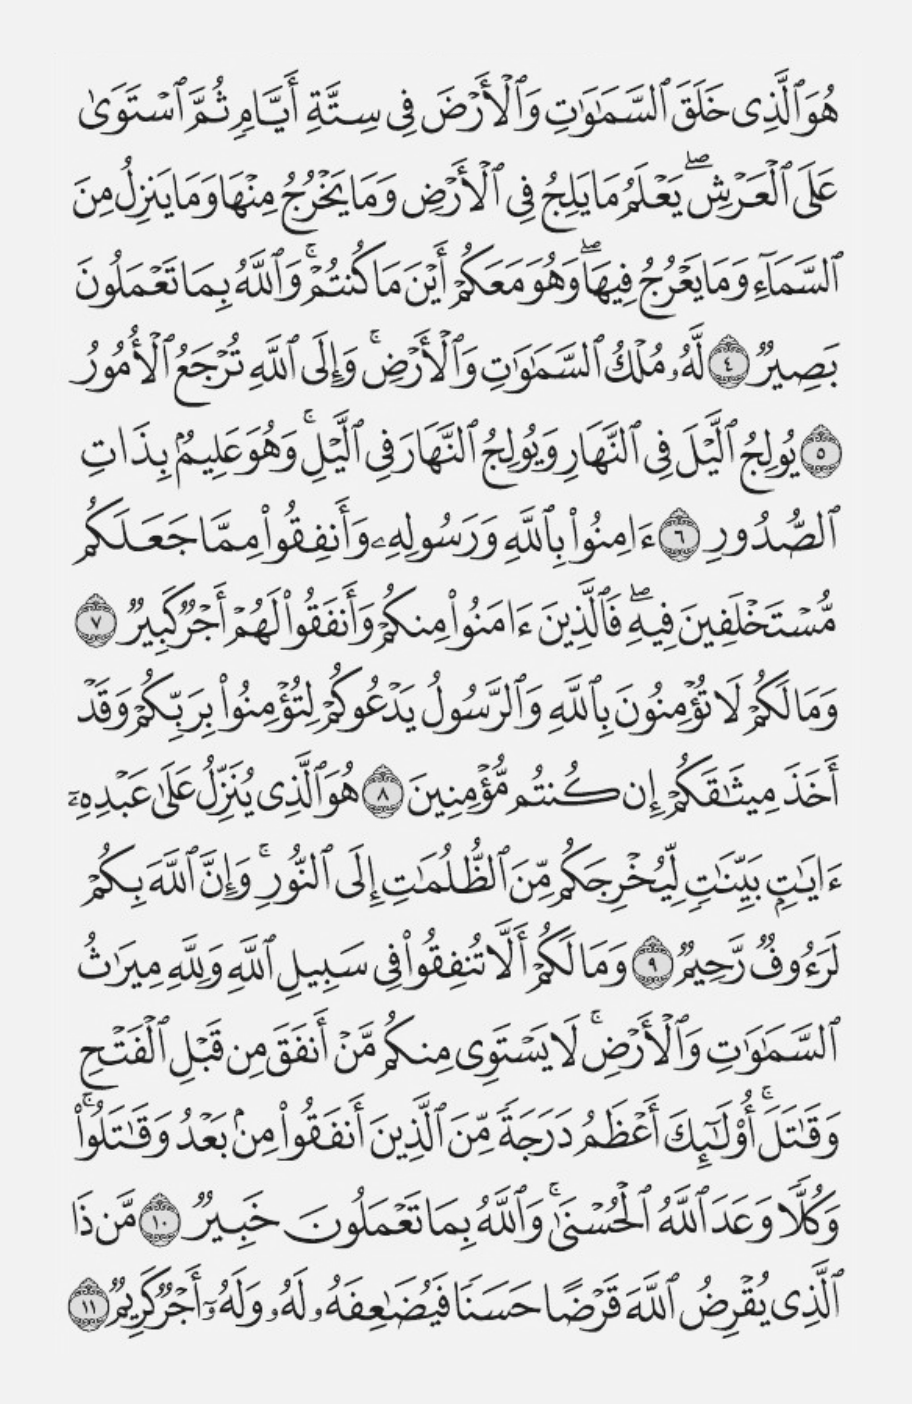 هُوَ ٱلَّذِى خَلَقَ ٱلسَّمَٰوَٰتِ وَٱلْأَرْضَ فِى سِتَّةِ أَيَّامٍ ثُمَّ ٱسْتَوَىٰ
عَلَى ٱلْعَرْشِ ۖ يَعْلَمُ مَا يَلِجُ فِى ٱلْأَرْضِ وَمَا يَخْرُجُ مِنْهَا وَمَا يَنزِلُ مِنَ
ٱلسَّمَآءِ وَمَا يَعْرُجُ فِيهَا ۖ وَهُوَ مَعَكُمْ أَيْنَ مَا كُنتُمْ ۚ وَٱللَّهُ بِمَا تَعْمَلُونَ
بَصِيرٌ ٤ لَّهُۥ مُلْكُ ٱلسَّمَٰوَٰتِ وَٱلْأَرْضِ ۚ وَإِلَى ٱللَّهِ تُرْجَعُ ٱلْأُمُورُ
٥ يُولِجُ ٱلَّيْلَ فِى ٱلنَّهَارِ وَيُولِجُ ٱلنَّهَارَ فِى ٱلَّيْلِ ۚ وَهُوَ عَلِيمٌۢ بِذَاتِ
ٱلصُّدُورِ ٦ ءَامِنُوا۟ بِٱللَّهِ وَرَسُولِهِۦ وَأَنفِقُوا۟ مِمَّا جَعَلَكُم
مُّسْتَخْلَفِينَ فِيهِ ۖ فَٱلَّذِينَ ءَامَنُوا۟ مِنكُمْ وَأَنفَقُوا۟ لَهُمْ أَجْرٌ كَبِيرٌ ٧
وَمَا لَكُمْ لَا تُؤْمِنُونَ بِٱللَّهِ وَٱلرَّسُولُ يَدْعُوكُمْ لِتُؤْمِنُوا۟ بِرَبِّكُمْ وَقَدْ
أَخَذَ مِيثَٰقَكُمْ إِن كُنتُم مُّؤْمِنِينَ ٨ هُوَ ٱلَّذِى يُنَزِّلُ عَلَىٰ عَبْدِهِۦٓ
ءَايَٰتٍۭ بَيِّنَٰتٍ لِّيُخْرِجَكُم مِّنَ ٱلظُّلُمَٰتِ إِلَى ٱلنُّورِ ۚ وَإِنَّ ٱللَّهَ بِكُمْ
لَرَءُوفٌ رَّحِيمٌ ٩ وَمَا لَكُمْ أَلَّا تُنفِقُوا۟ فِى سَبِيلِ ٱللَّهِ وَلِلَّهِ مِيرَٰثُ
ٱلسَّمَٰوَٰتِ وَٱلْأَرْضِ ۚ لَا يَسْتَوِى مِنكُم مَّنْ أَنفَقَ مِن قَبْلِ ٱلْفَتْحِ
وَقَٰتَلَ ۚ أُو۟لَٰٓئِكَ أَعْظَمُ دَرَجَةً مِّنَ ٱلَّذِينَ أَنفَقُوا۟ مِنۢ بَعْدُ وَقَٰتَلُوا۟ ۚ
وَكُلًّا وَعَدَ ٱللَّهُ ٱلْحُسْنَىٰ ۚ وَٱللَّهُ بِمَا تَعْمَلُونَ خَبِيرٌ ١٠ مَّن ذَا
ٱلَّذِى يُقْرِضُ ٱللَّهَ قَرْضًا حَسَنًا فَيُضَٰعِفَهُۥ لَهُۥ وَلَهُۥٓ أَجْرٌ كَرِيمٌ ١١